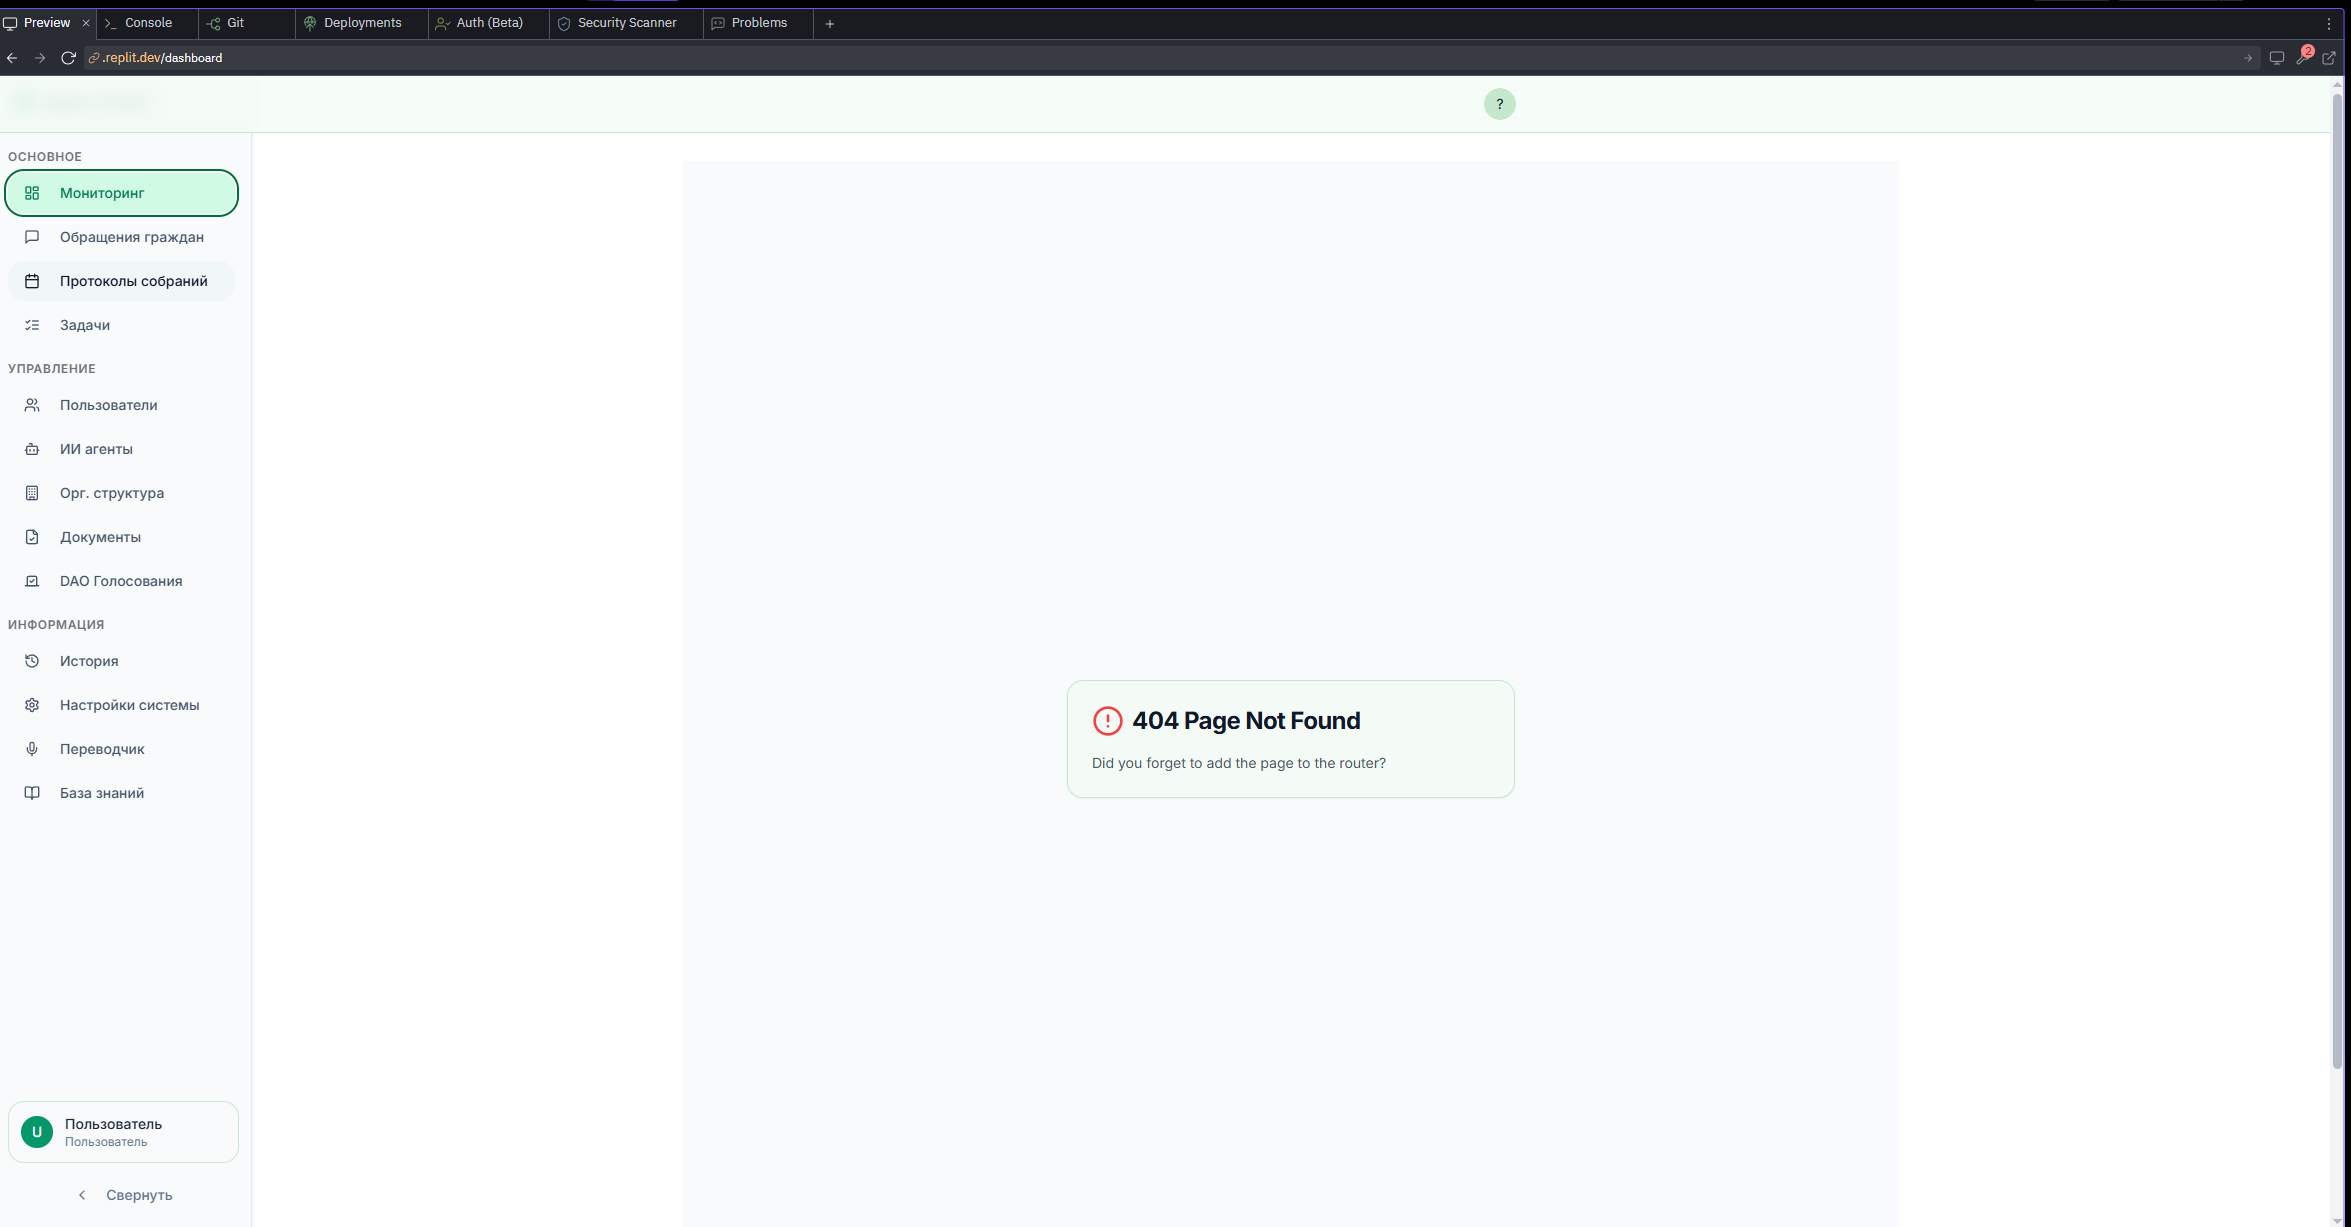 Preview
Console
Git
Deployments
Auth (Beta)
Security Scanner
Problems
.replit.dev/dashboard
2
?
ОСНОВНОЕ
Мониторинг
Обращения граждан
Протоколы собраний
Задачи
УПРАВЛЕНИЕ
Пользователи
ИИ агенты
Орг. структура
Документы
DAO Голосования
ИНФОРМАЦИЯ
История
Настройки системы
Переводчик
База знаний
404 Page Not Found
Did you forget to add the page to the router?
U
Пользователь
Пользователь
Свернуть